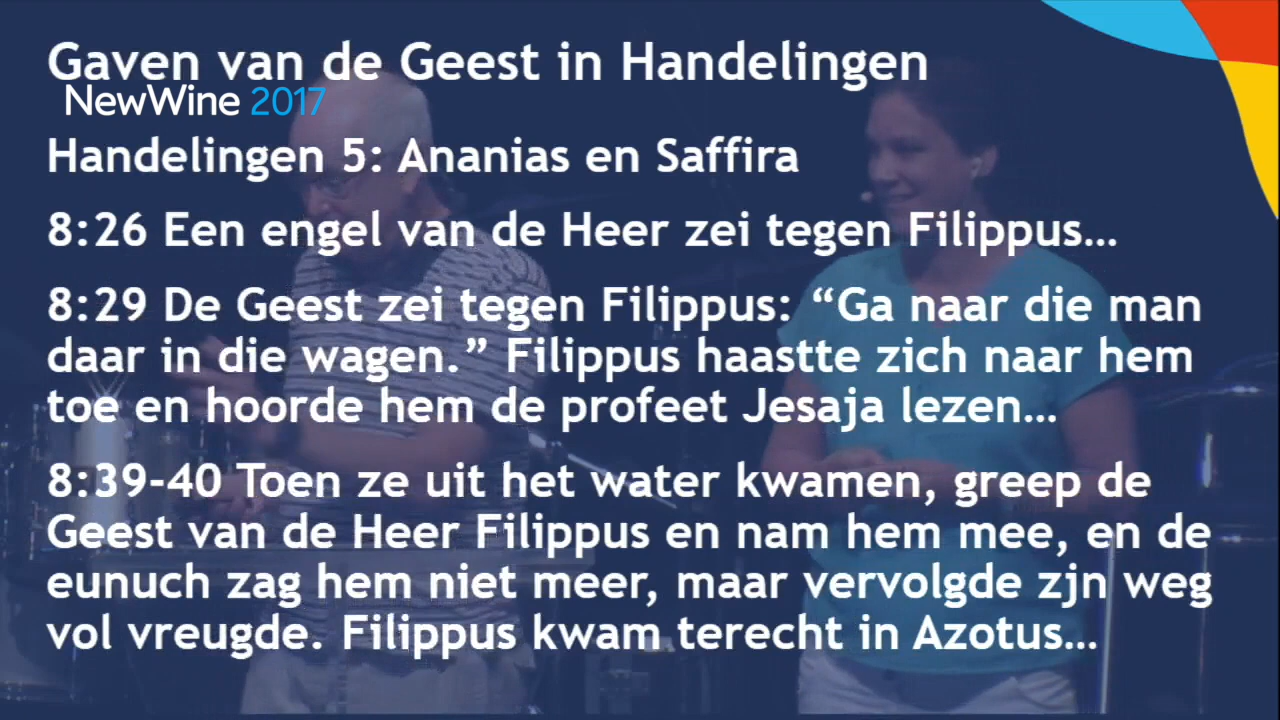 Gaven van de Geest in Handelingen
NewWine 2017
Handelingen 5: Ananias en Saffira
8:26 Een engel van de Heer zei tegen Filippus…
8:29 De Geest zei tegen Filippus: “Ga naar die man
daar in die wagen.” Filippus haastte zich naar hem
toe en hoorde hem de profeet Jesaja lezen…
8:39-40 Toen ze uit het water kwamen, greep de
Geest van de Heer Filippus en nam hem mee, en de
eunuch zag hem niet meer, maar vervolgde zjn weg
vol vreugde. Filippus kwam terecht in Azotus…